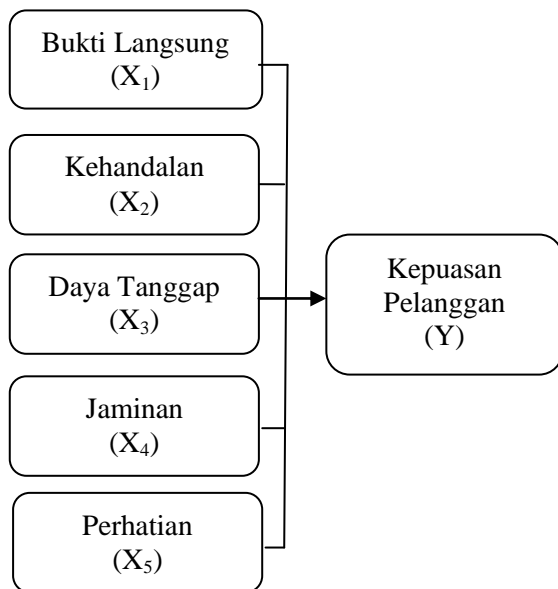 Bukti Langsung
(X₁)
Kehandalan
(X₂)
Daya Tanggap
(X₃)
Jaminan
(X₄)
Perhatian
(X₅)
Kepuasan
Pelanggan
(Y)